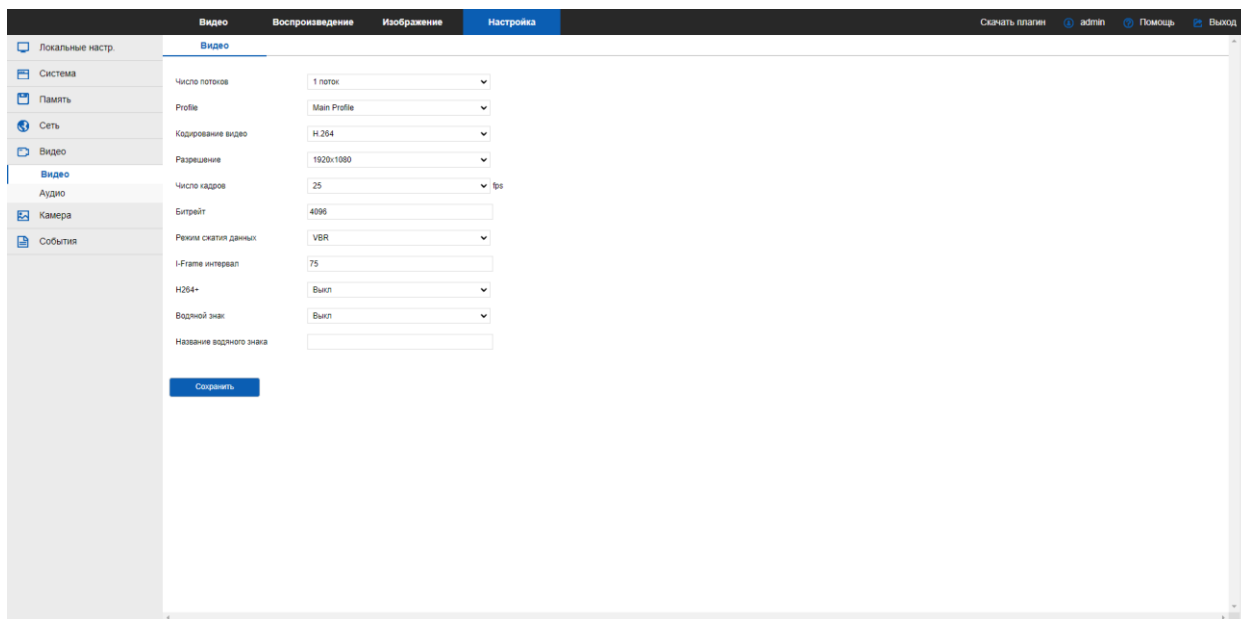 Видео Воспроизведение Изображение Настройка Скачать плагин admin Помощь Выход
Локальные настр.
Система
Память
Сеть
Видео
Видео
Аудио
Камера
События
Видео
Число потоков 1 поток
Profile Main Profile
Кодирование видео H.264
Разрешение 1920x1080
Число кадров 25 fps
Битрейт 4096
Режим сжатия данных VBR
I-Frame интервал 75
H264+ Выкл
Водяной знак Выкл
Название водяного знака
Сохранить